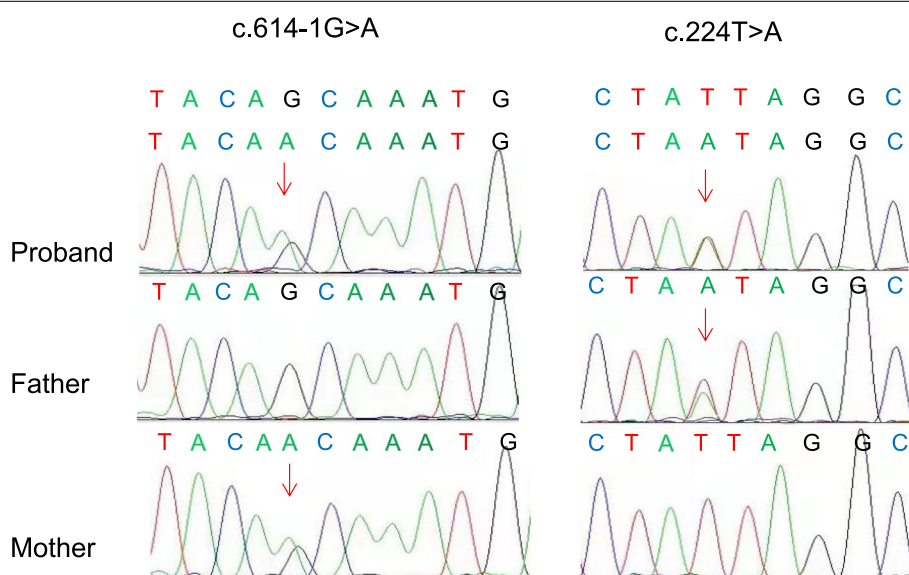 c.614-1G>A c.224T>A
T A C A G C A A A T G C T A T T A G G C
T A C A A C A A A T G C T A A T A G G C
Proband
T A C A G C A A A T G C T A A T A G G C
Father
T A C A A C A A A T G C T A T T A G G C
Mother